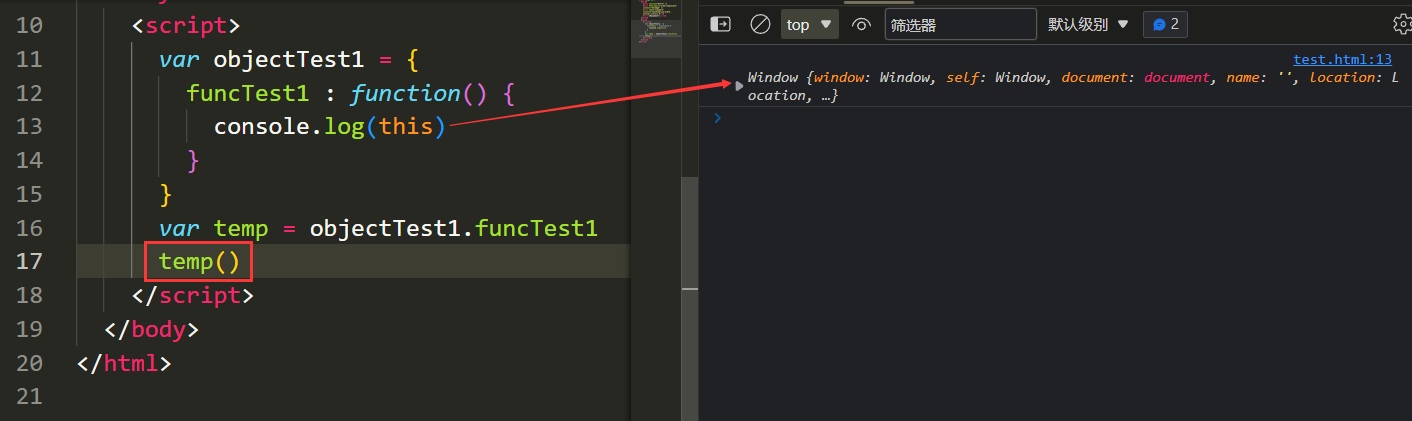 10 <script>
11 var objectTest1 = {
12 funcTest1 : function() {
13 console.log(this)
14 }
15 }
16 var temp = objectTest1.funcTest1
17 temp()
18 </script>
19 </body>
20 </html>
21
top ▼ 筛选器 默认级别 ▼ 2
test.html:13
Window {window: Window, self: Window, document: document, name: '', location: L
ocation, …}